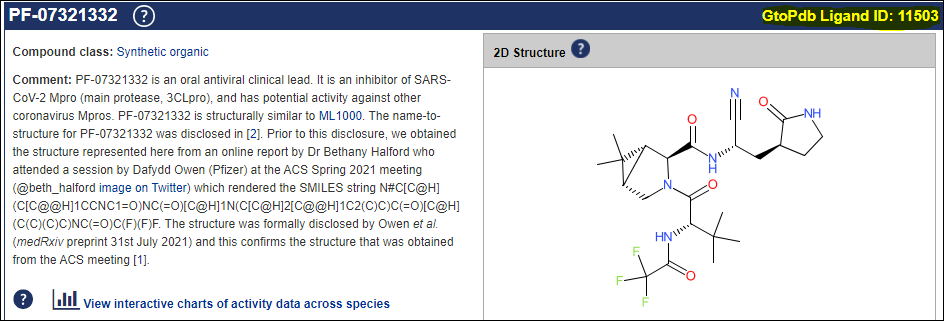 PF-07321332 ?
GtoPdb Ligand ID: 11503
Compound class: Synthetic organic
Comment: PF-07321332 is an oral antiviral clinical lead. It is an inhibitor of SARS-
CoV-2 Mpro (main protease, 3CLpro), and has potential activity against other
coronavirus Mpros. PF-07321332 is structurally similar to ML1000. The name-to-
structure for PF-07321332 was disclosed in [2]. Prior to this disclosure, we obtained
the structure represented here from an online report by Dr Bethany Halford who
attended a session by Dafydd Owen (Pfizer) at the ACS Spring 2021 meeting
(@beth_halford image on Twitter) which rendered the SMILES string N#C[C@H]
(C[C@@H]1CCNC1=O)NC(=O)[C@H]1N(C[C@H]2[C@@H]1C2(C)C)C(=O)[C@H]
(C(C)(C)C)NC(=O)C(F)(F)F. The structure was formally disclosed by Owen et al.
(medRxiv preprint 31st July 2021) and this confirms the structure that was obtained
from the ACS meeting [1].
? View interactive charts of activity data across species
2D Structure ?
N
O
NH
O
N
H
N
O
HN
F
F
O
F